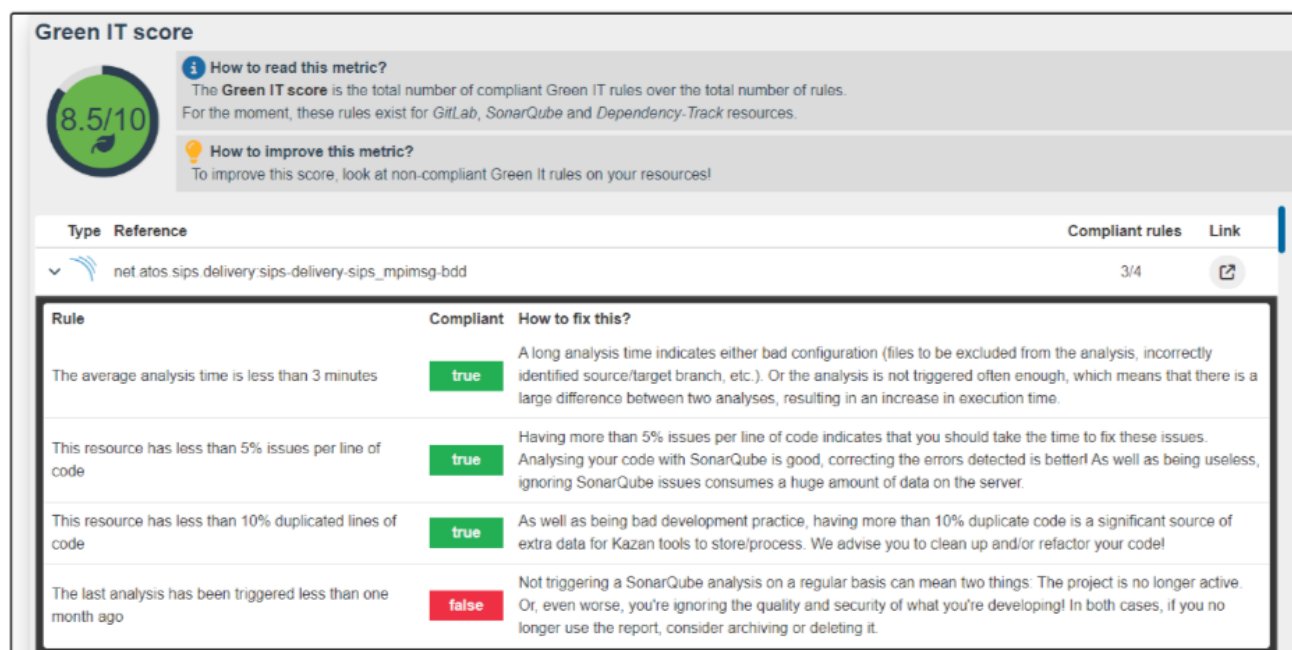 Green IT score
8.5/10
How to read this metric?
The Green IT score is the total number of compliant Green IT rules over the total number of rules.
For the moment, these rules exist for GitLab, SonarQube and Dependency-Track resources.
How to improve this metric?
To improve this score, look at non-compliant Green It rules on your resources!
Type Reference Compliant rules Link
net.atos.sips.delivery:sips-delivery-sips_mpimsg-bdd 3/4
Rule Compliant How to fix this?
The average analysis time is less than 3 minutes
true
A long analysis time indicates either bad configuration (files to be excluded from the analysis, incorrectly
identified source/target branch, etc.). Or the analysis is not triggered often enough, which means that there is a
large difference between two analyses, resulting in an increase in execution time.
This resource has less than 5% issues per line of
code
true
Having more than 5% issues per line of code indicates that you should take the time to fix these issues.
Analysing your code with SonarQube is good, correcting the errors detected is better! As well as being useless,
ignoring SonarQube issues consumes a huge amount of data on the server.
This resource has less than 10% duplicated lines of
code
true
As well as being bad development practice, having more than 10% duplicate code is a significant source of
extra data for Kazan tools to store/process. We advise you to clean up and/or refactor your code!
The last analysis has been triggered less than one
month ago
false
Not triggering a SonarQube analysis on a regular basis can mean two things: The project is no longer active.
Or, even worse, you're ignoring the quality and security of what you're developing! In both cases, if you no
longer use the report, consider archiving or deleting it.